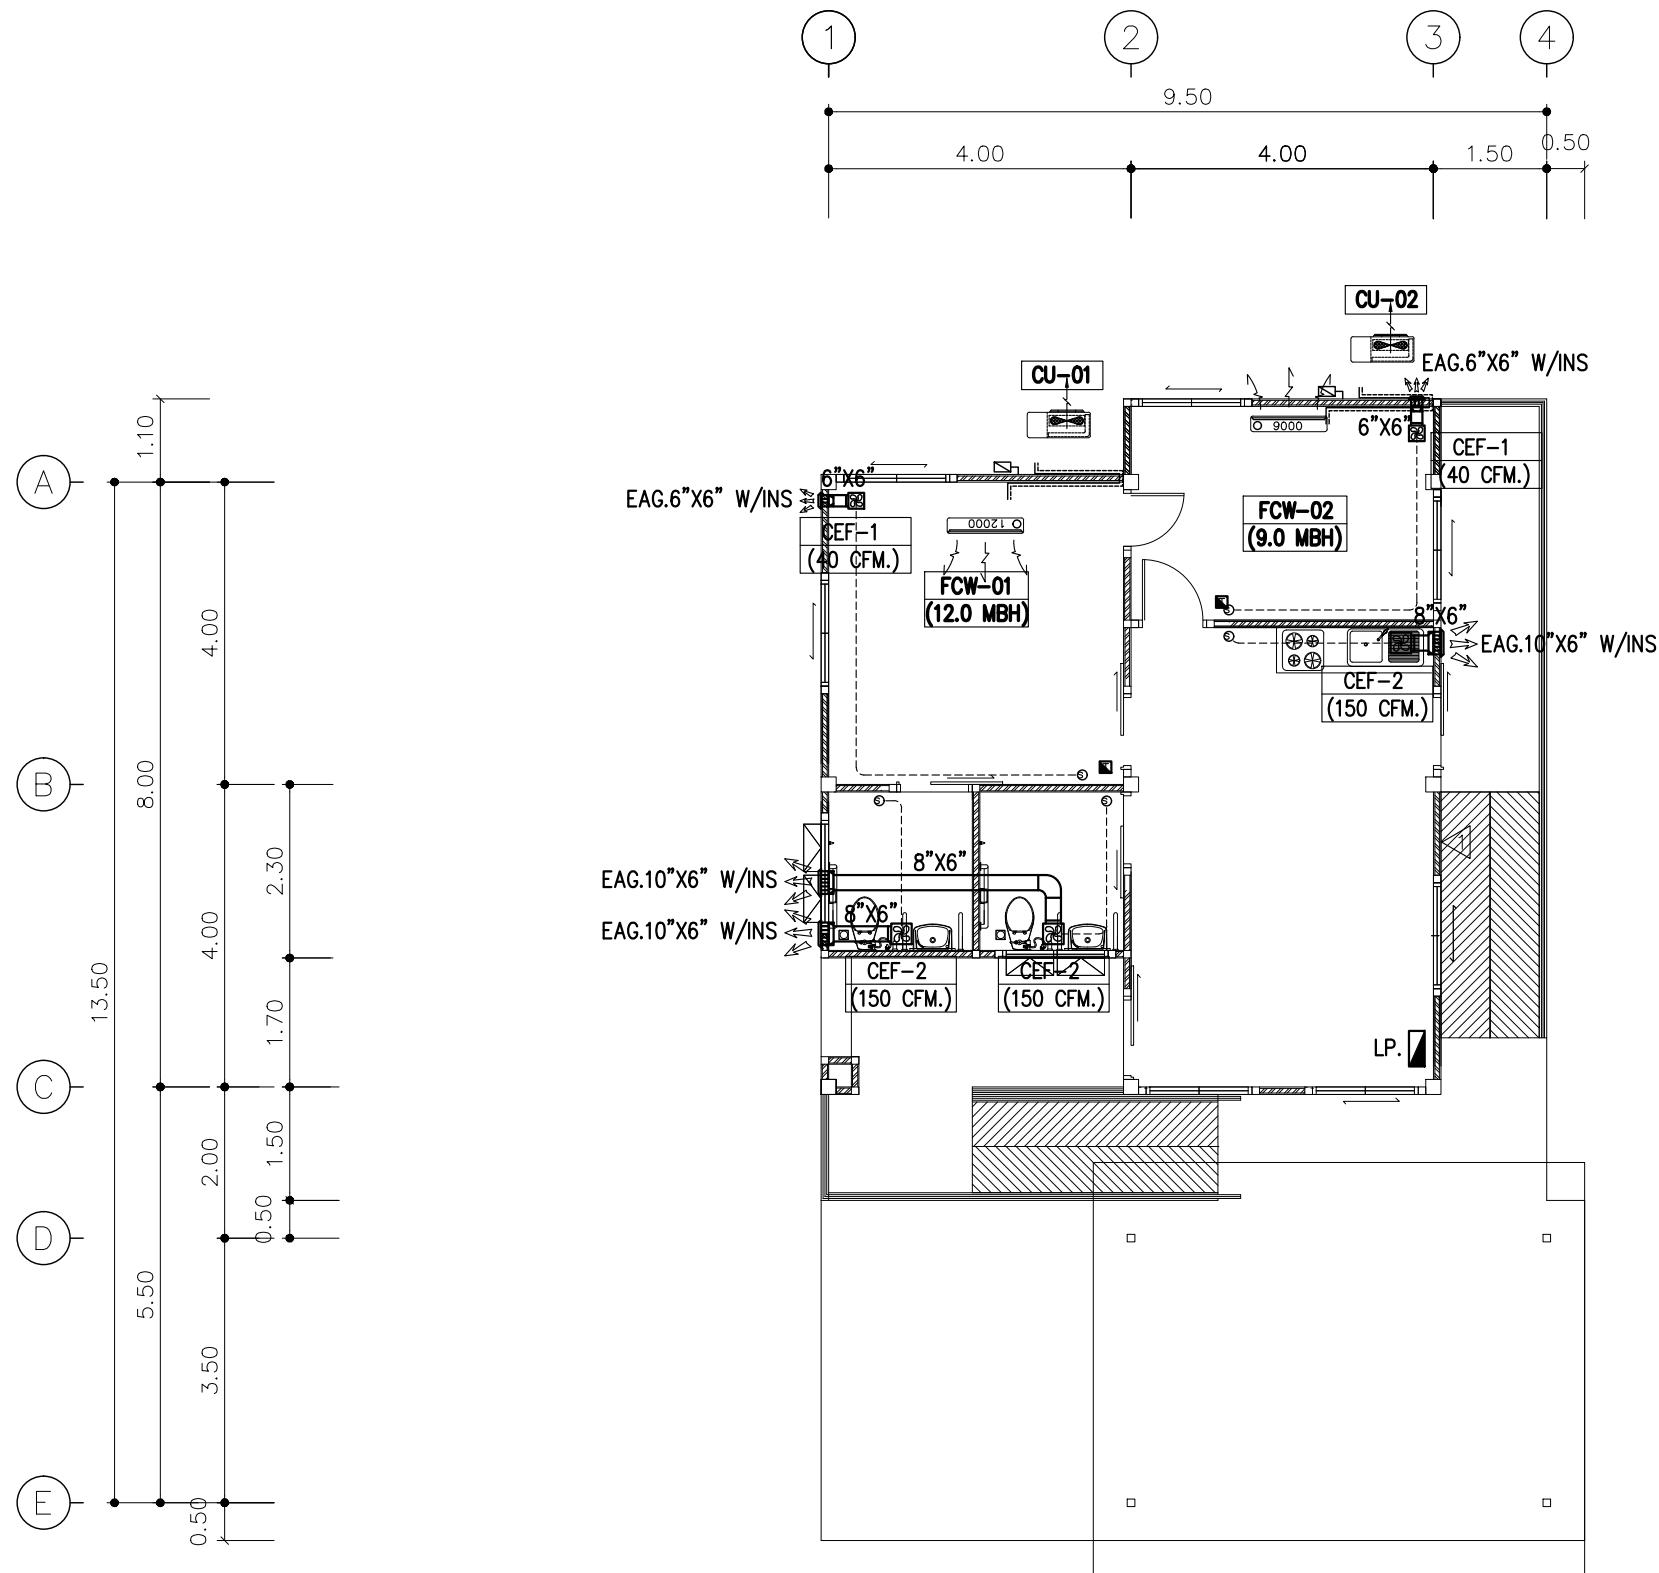 1 2 3 4
9.50
4.00 4.00 1.50 0.50
CU-02
EAG.6"X6" W/INS
CU-01
1.10
9000
6"X6"
CEF-1
(40 CFM.)
A
6"X6"
EAG.6"X6" W/INS
12000
CEF-1
(40 CFM.)
FCW-02
(9.0 MBH)
FCW-01
(12.0 MBH)
S
S
8"X6"
EAG.10"X6" W/INS
4.00
CEF-2
(150 CFM.)
B
8.00
S
S
S
2.30
1
8"X6"
EAG.10"X6" W/INS
8"X6"
EAG.10"X6" W/INS
4.00
CEF-2
(150 CFM.)
CEF-2
(150 CFM.)
13.50
1.70
LP.
C
1.50
2.00
0.50
D
5.50
3.50
E
0.50